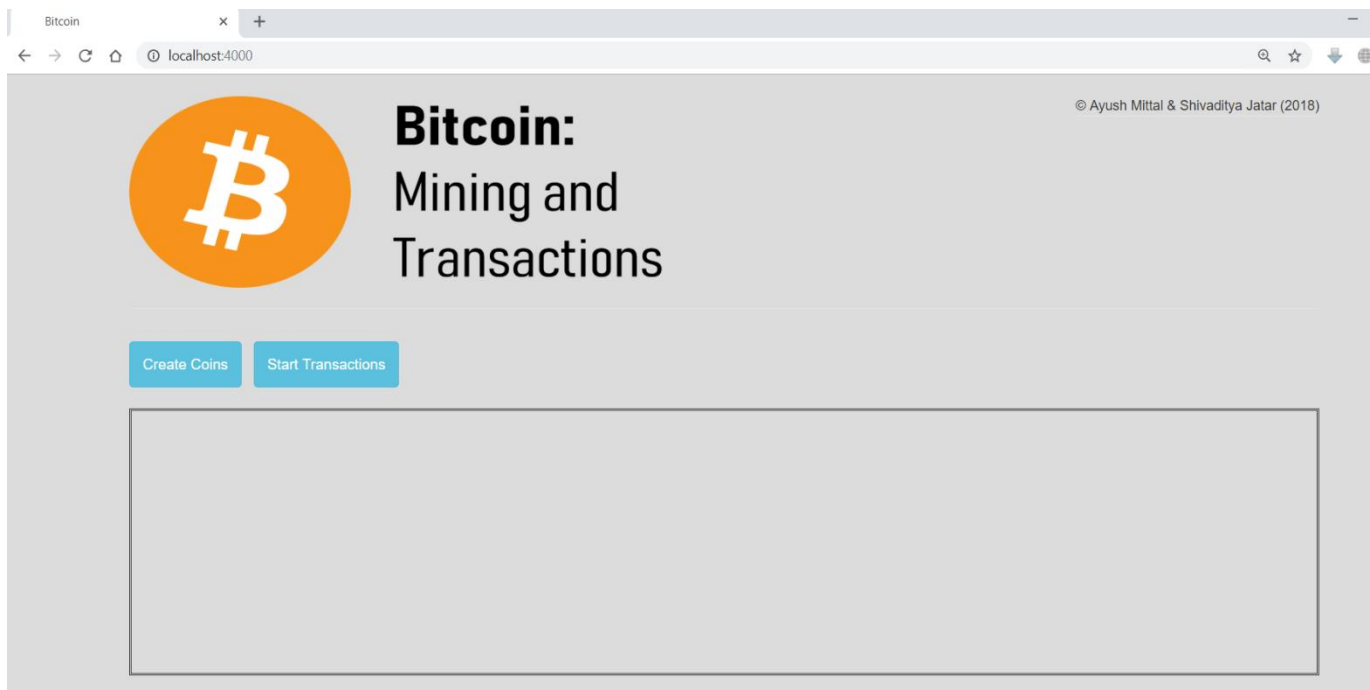 Bitcoin
localhost:4000
© Ayush Mittal & Shivaditya Jatar (2018)
Bitcoin:
Mining and
Transactions
Create Coins
Start Transactions